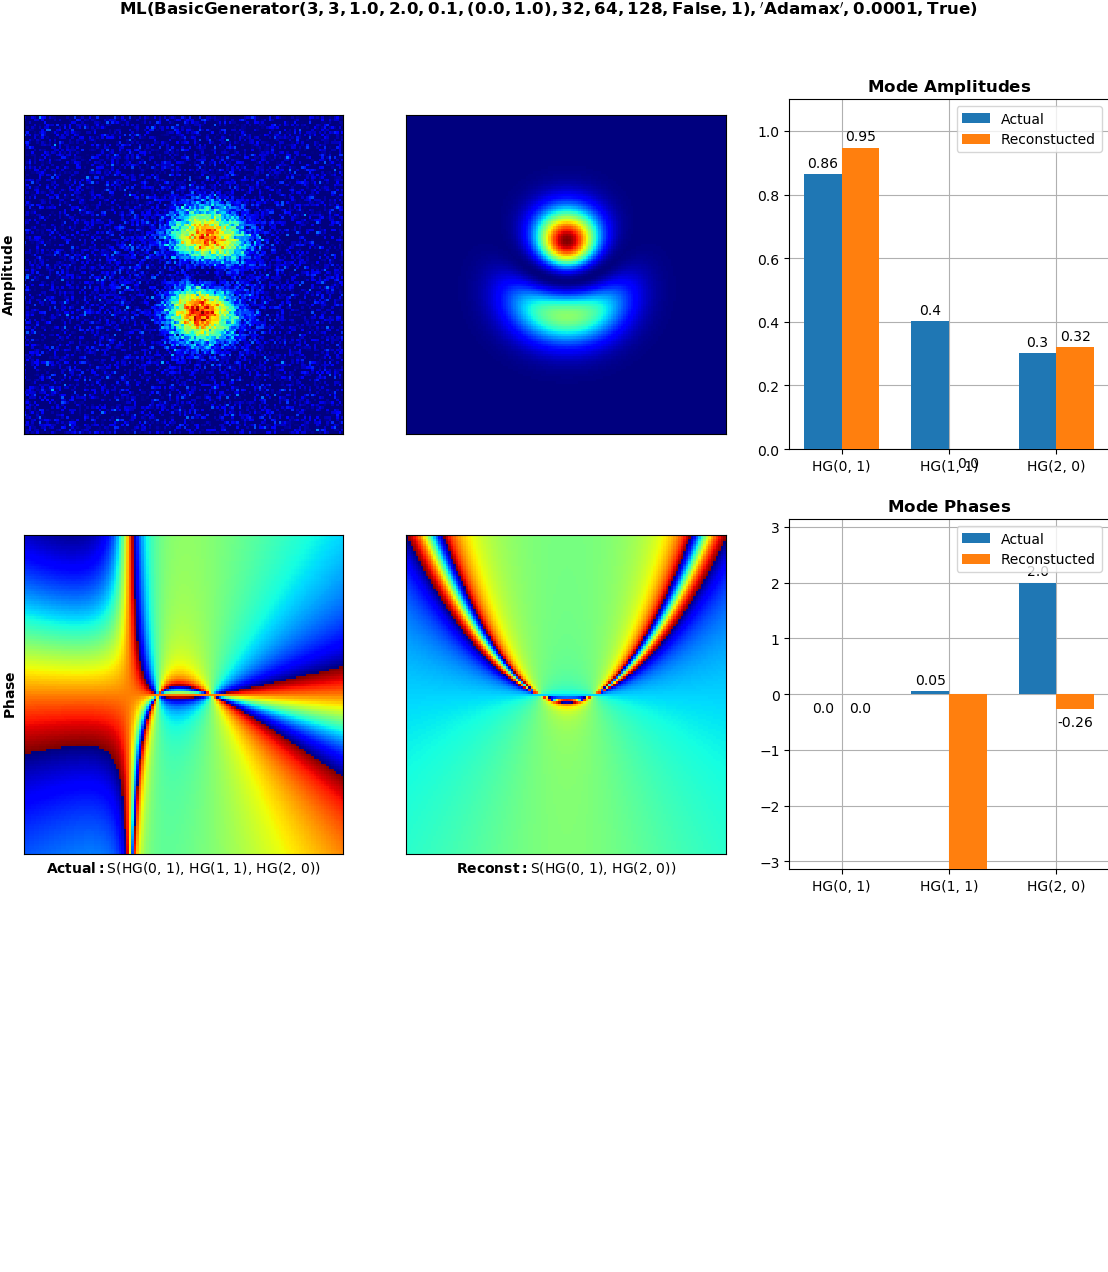 ML(BasicGenerator(3, 3, 1.0, 2.0, 0.1, (0.0, 1.0), 32, 64, 128, False, 1), ′Adamax′, 0.0001, True)
Amplitude
Mode Amplitudes
Actual
Reconstucted
1.0
0.8
0.6
0.4
0.2
0.0
0.86
0.95
0.4
0.0
0.3
0.32
HG(0, 1)
HG(1, 1)
HG(2, 0)
Phase
Actual: S(HG(0, 1), HG(1, 1), HG(2, 0))
Reconst: S(HG(0, 1), HG(2, 0))
Mode Phases
Actual
Reconstucted
3
2
1
0
−1
−2
−3
0.0
0.0
0.05
2.0
-0.26
HG(0, 1)
HG(1, 1)
HG(2, 0)